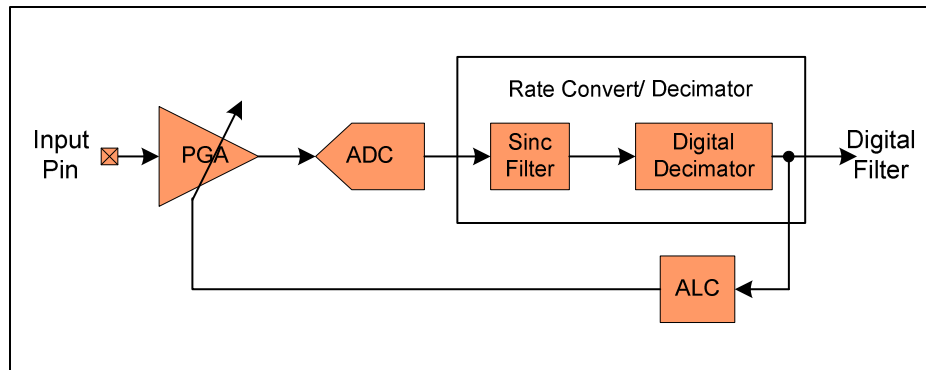 Rate Convert/ Decimator
Input
Pin
PGA
ADC
Sinc
Filter
Digital
Decimator
Digital
Filter
ALC